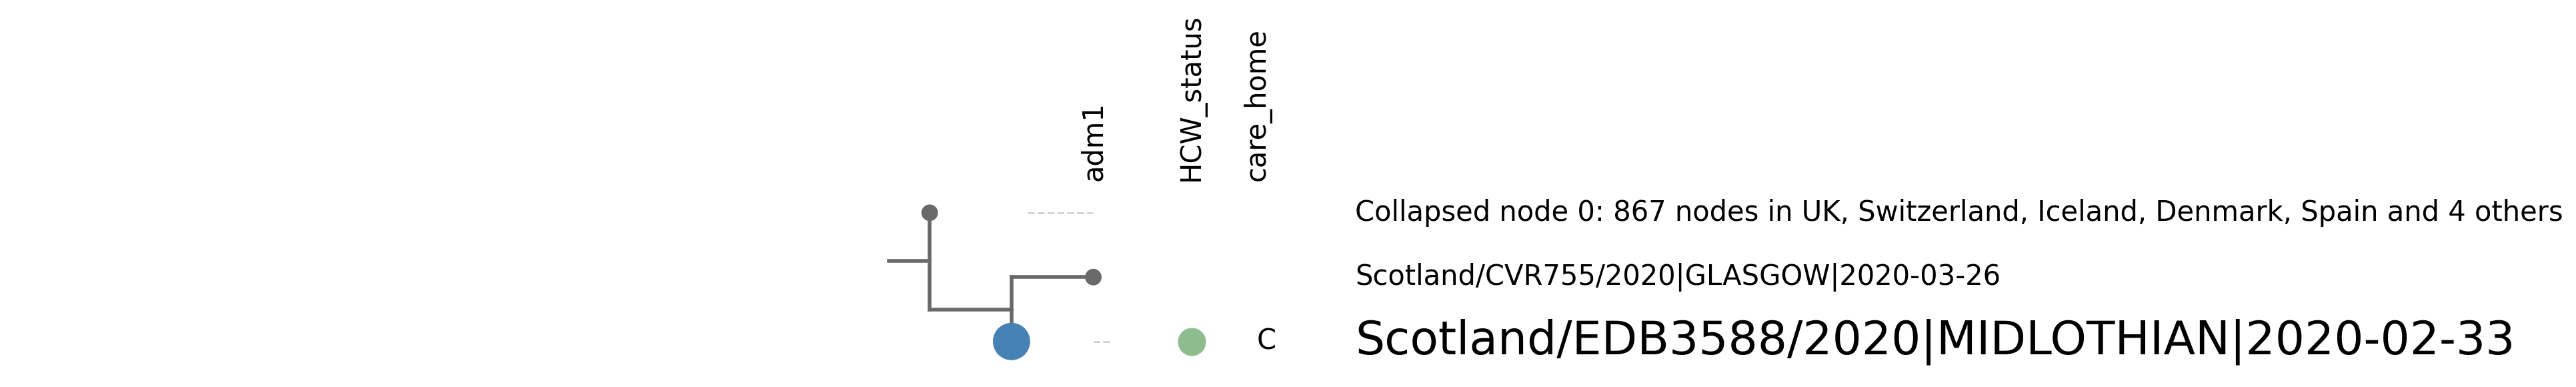 adm1
HCW_status
care_home
Collapsed node 0: 867 nodes in UK, Switzerland, Iceland, Denmark, Spain and 4 others
Scotland/CVR755/2020|GLASGOW|2020-03-26
C
Scotland/EDB3588/2020|MIDLOTHIAN|2020-02-33